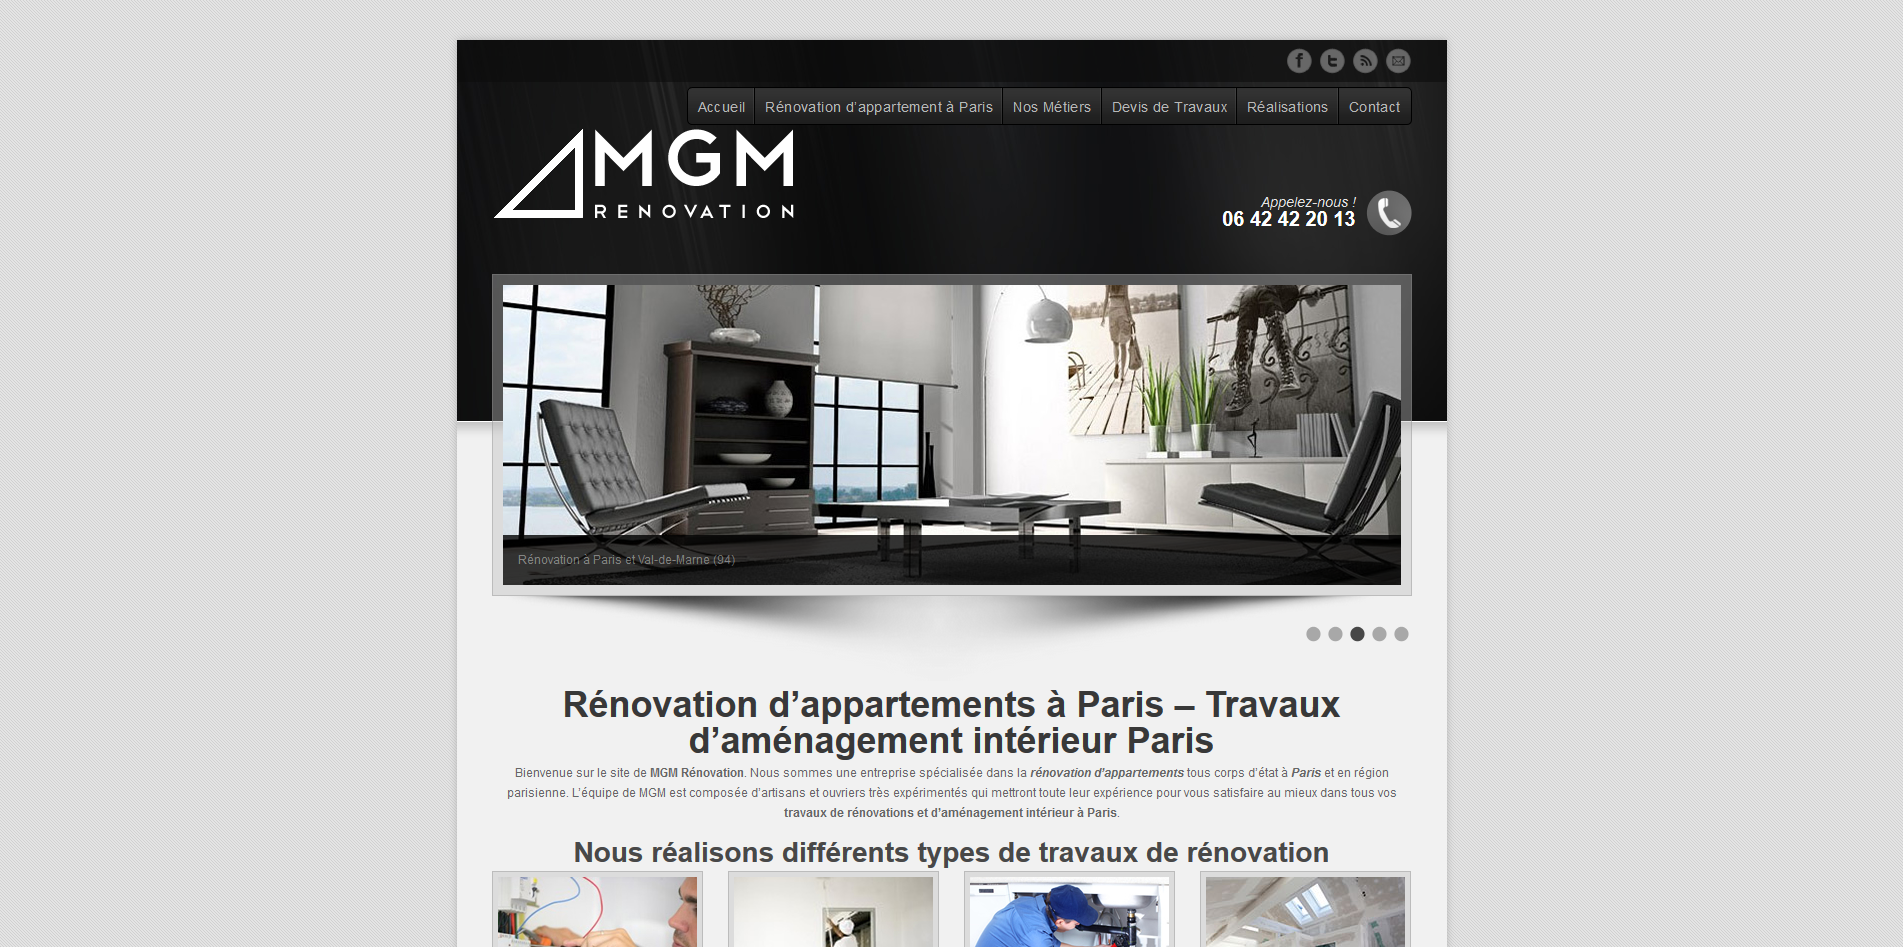 Accueil
Rénovation d’appartement à Paris
Nos Métiers
Devis de Travaux
Réalisations
Contact
MGM
RENOVATION
Appelez-nous !
06 42 42 20 13
Rénovation à Paris et Val-de-Marne (94)
Rénovation d’appartements à Paris – Travaux
d’aménagement intérieur Paris
Bienvenue sur le site de MGM Rénovation. Nous sommes une entreprise spécialisée dans la rénovation d’appartements tous corps d’état à Paris et en région
parisienne. L’équipe de MGM est composée d’artisans et ouvriers très expérimentés qui mettront toute leur expérience pour vous satisfaire au mieux dans tous vos
travaux de rénovations et d’aménagement intérieur à Paris.
Nous réalisons différents types de travaux de rénovation